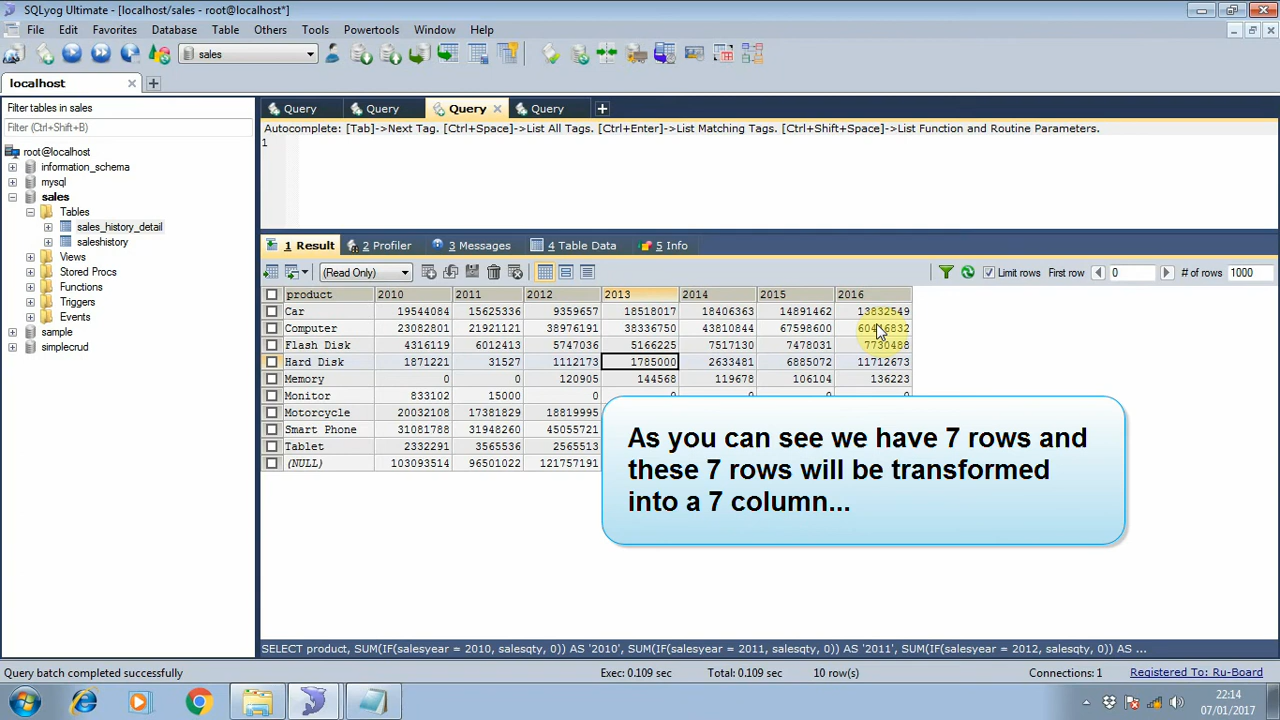 SQLyog Ultimate - [localhost/sales - root@localhost*]
File Edit Favorites Database Table Others Tools Powertools Window Help
sales
localhost
Filter tables in sales
Filter (Ctrl+Shift+B)
root@localhost
information_schema
mysql
sales
Tables
sales_history_detail
saleshistory
Views
Stored Procs
Functions
Triggers
Events
sample
simplecrud
Query Query Query Query
Autocomplete: [Tab]->Next Tag. [Ctrl+Space]->List All Tags. [Ctrl+Enter]->List Matching Tags. [Ctrl+Shift+Space]->List Function and Routine Parameters.
1
1 Result 2 Profiler 3 Messages 4 Table Data 5 Info
(Read Only) Limit rows First row 0 # of rows 1000
product 2010 2011 2012 2013 2014 2015 2016
Car 19544084 15625336 9359657 18518017 18406363 14891462 13832549
Computer 23082801 21921121 38976191 38336750 43810844 67598600
Flash Disk 4316119 6012413 5747036 5166225 7517130 7478031 7730488
Hard Disk 1871221 31527 1112173 1785000 2633481 6885072 11712673
Memory 0 0 120905 144568 119678 106104 136223
Monitor 833102 15000 0
Motorcycle 20032108 17381829 18819995
Smart Phone 31081788 31948260 45055721
Tablet 2332291 3565536 2565513
(NULL) 103093514 96501022 121757191
As you can see we have 7 rows and
these 7 rows will be transformed
into a 7 column...
SELECT product, SUM(IF(salesyear = 2010, salesqty, 0)) AS '2010', SUM(IF(salesyear = 2011, salesqty, 0)) AS '2011', SUM(IF(salesyear = 2012, salesqty, 0)) AS ...
Query batch completed successfully Exec: 0.109 sec Total: 0.109 sec 10 row(s) Connections: 1 Registered To: Ru-Board
22:14
07/01/2017